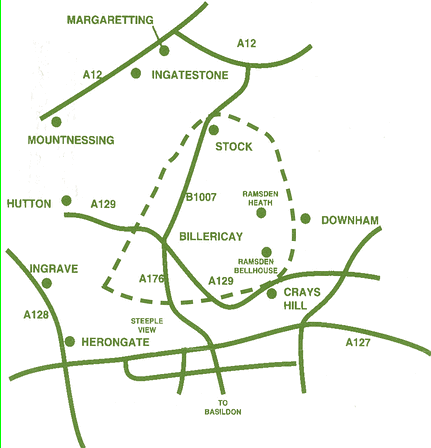 MARGARETTING
A12
A12
INGATESTONE
MOUNTNESSING
STOCK
HUTTON
A129
B1007
RAMSDEN
HEATH
DOWNHAM
BILLERICAY
RAMSDEN
BELLHOUSE
INGRAVE
A176
A129
CRAYS
HILL
A128
STEEPLE
VIEW
HERONGATE
A127
TO
BASILDON